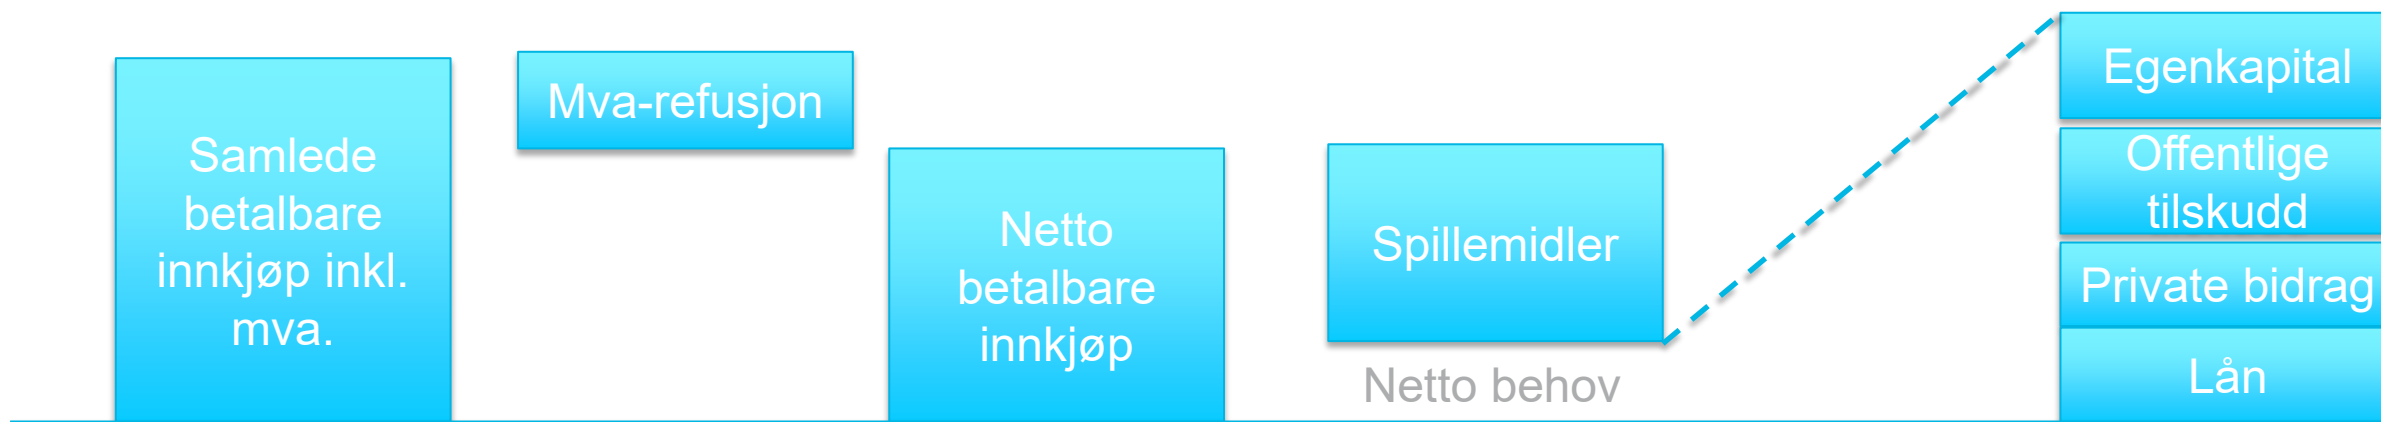 Samlede
betalbare
innkjøp inkl.
mva.
Mva-refusjon
Netto
betalbare
innkjøp
Spillemidler
Netto behov
Egenkapital
Offentlige
tilskudd
Private bidrag
Lån